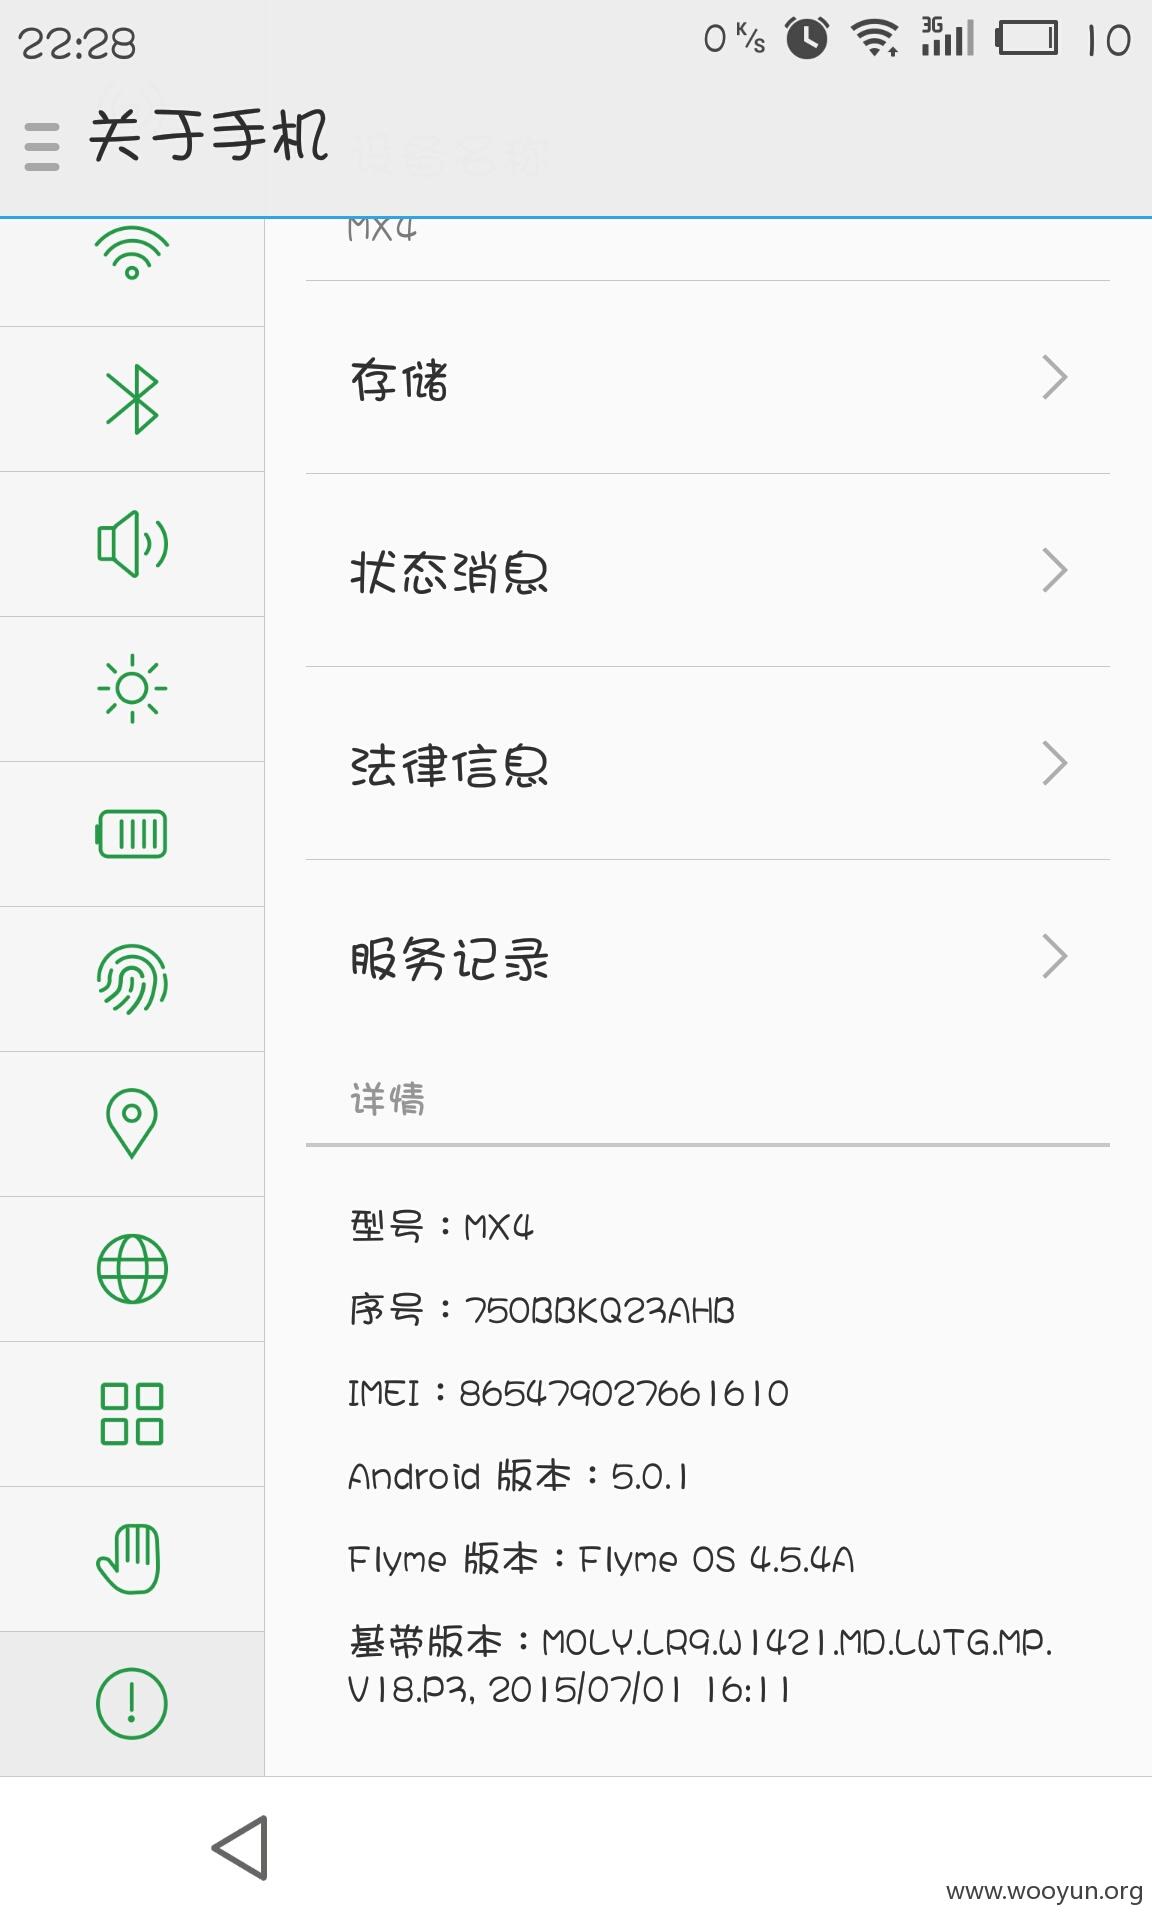 22:28 0 K/s 3G 10
关于手机
设备名称
MX4
存储
状态消息
法律信息
服务记录
详情
型号：MX4
序号：750BBKQ23AHB
IMEI：865479027661610
Android 版本：5.0.1
Flyme 版本：Flyme OS 4.5.4A
基带版本：MOLY.LR9.W1421.MD.LWTG.MP.
V18.P3, 2015/07/01 16:11
www.wooyun.org